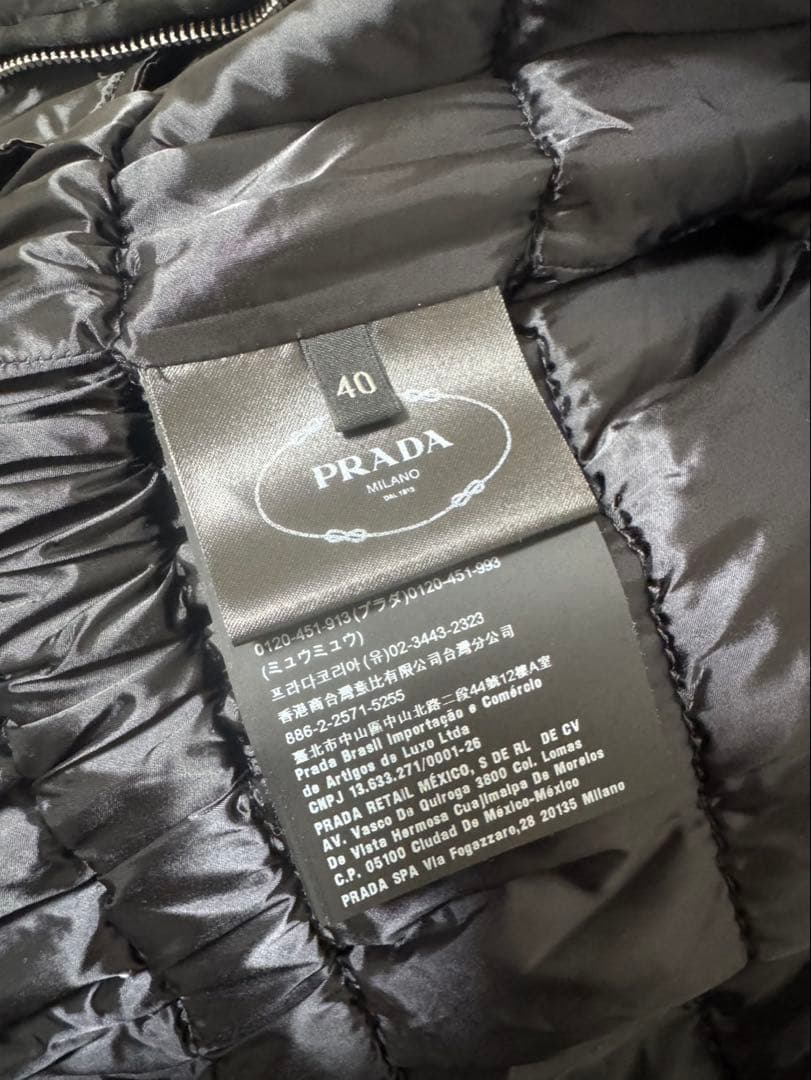 40
PRADA
MILANO
DAL 1913
0120-451-913(プラダ)0120-451-993
(ミュウミュウ)
프라다코리아(유)02-3443-2323
香港商台灣意比有限公司台灣分公司
886-2-2571-5255
臺北市中山區中山北路二段44號12樓A室
Prada Brasil Importação e Comércio
de Artigos de Luxo Ltda
CNPJ 13.633.271/0001-26
PRADA RETAIL MÉXICO, S DE RL DE CV
AV. Vasco De Quiroga 3800 Col. Lomas
De Vista Hermosa Cuajimalpa De Morelos
C.P. 05100 Ciudad De México-México
PRADA SPA Via Fogazzaro,28 20135 Milano